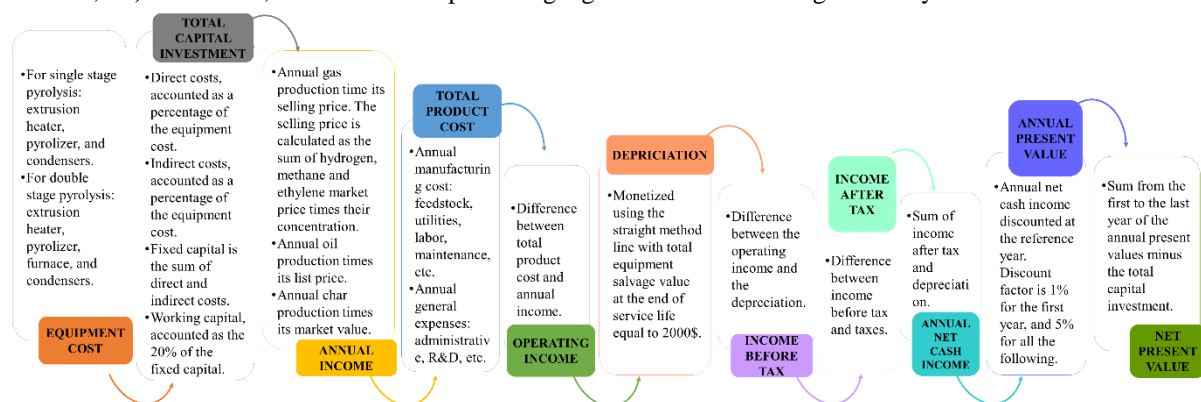 •For single stage
pyrolysis:
extrusion
heater,
pyrolizer, and
condensers.
•For double
stage pyrolysis:
extrusion
heater,
pyrolizer,
furnace, and
condensers.
EQUIPMENT
COST
TOTAL
CAPITAL
INVESTMENT
•Direct costs,
accounted as a
percentage of
the equipment
cost.
•Indirect costs,
accounted as a
percentage of
the equipment
cost.
•Fixed capital is
the sum of
direct and
indirect costs.
•Working capital,
accounted as the
20% of the
fixed capital.
•Annual gas
production time its
selling price. The
selling price is
calculated as the
sum of hydrogen,
methane and
ethylene market
price times their
concentration.
•Annual oil
production times
its list price.
•Annual char
production times
its market value.
ANNUAL
INCOME
TOTAL
PRODUCT
COST
•Annual
manufacturin
g cost:
feedstock,
utilities,
labor,
maintenance,
etc.
•Annual
general
expenses:
administrativ
e, R&D, etc.
•Difference
between
total
product
cost and
annual
income.
OPERATING
INCOME
DEPRICIATION
•Monetized
using the
straight method
line with total
equipment
salvage value
at the end of
service life
equal to 2000$.
•Difference
between the
operating
income and
the
depreciation.
INCOME
BEFORE
TAX
INCOME
AFTER
TAX
•Difference
between
income
before tax
and taxes.
•Sum of
income
after tax
and
depreciati
on.
ANNUAL
NET
CASH
INCOME
ANNUAL
PRESENT
VALUE
•Annual net
cash income
discounted at
the reference
year.
Discount
factor is 1%
for the first
year, and 5%
for all the
following.
•Sum from the
first to the last
year of the
annual present
values minus
the total
capital
investment.
NET
PRESENT
VALUE